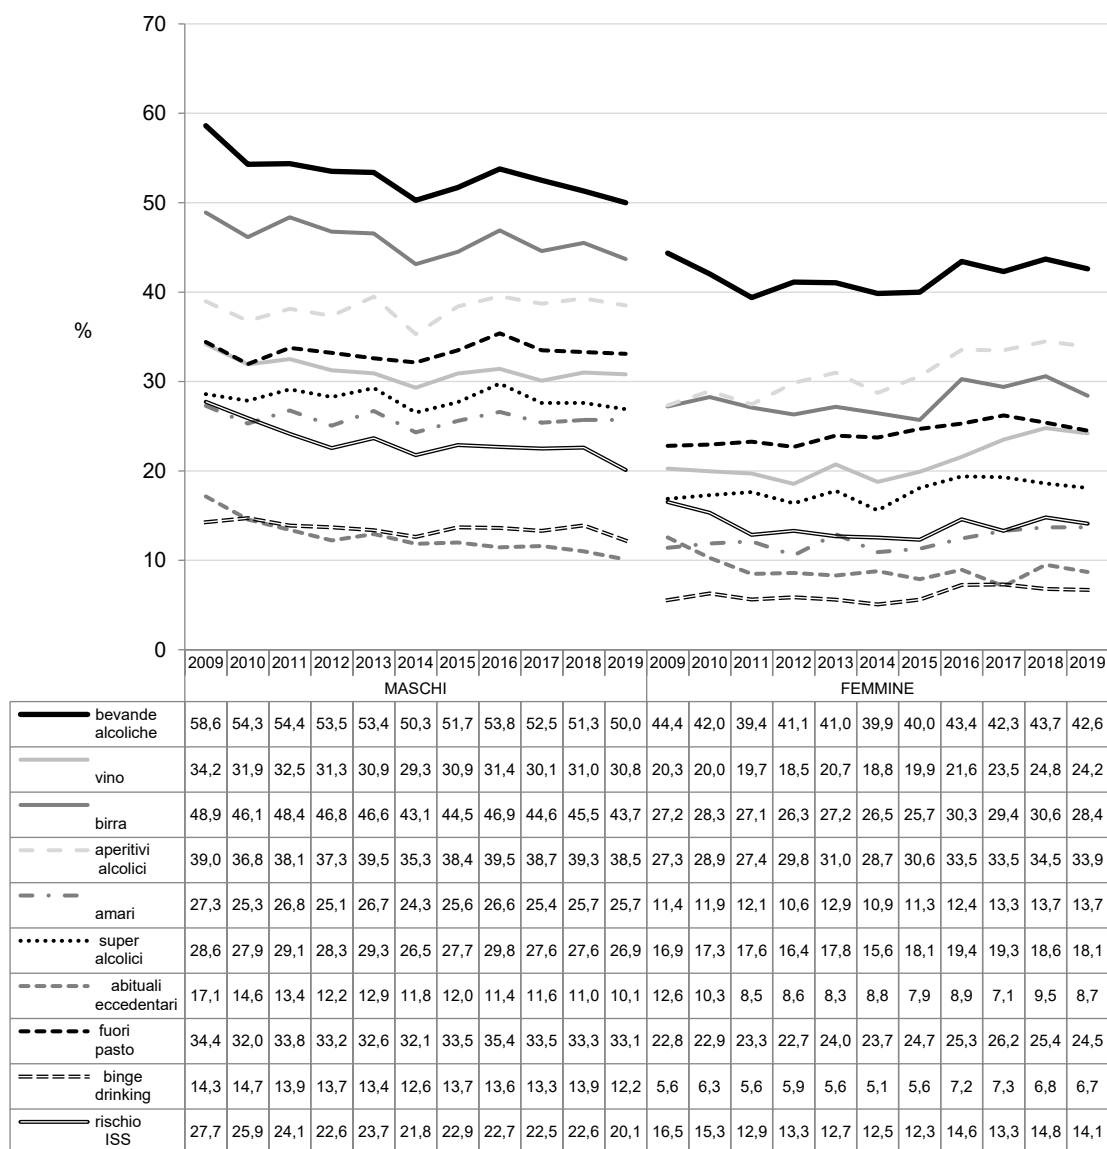 70
60
50
40
%
30
20
10
0
2009 2010 2011 2012 2013 2014 2015 2016 2017 2018 2019 2009 2010 2011 2012 2013 2014 2015 2016 2017 2018 2019
MASCHI FEMMINE
bevande
alcoliche
58,6 54,3 54,4 53,5 53,4 50,3 51,7 53,8 52,5 51,3 50,0 44,4 42,0 39,4 41,1 41,0 39,9 40,0 43,4 42,3 43,7 42,6
vino
34,2 31,9 32,5 31,3 30,9 29,3 30,9 31,4 30,1 31,0 30,8 20,3 20,0 19,7 18,5 20,7 18,8 19,9 21,6 23,5 24,8 24,2
birra
48,9 46,1 48,4 46,8 46,6 43,1 44,5 46,9 44,6 45,5 43,7 27,2 28,3 27,1 26,3 27,2 26,5 25,7 30,3 29,4 30,6 28,4
aperitivi
alcolici
39,0 36,8 38,1 37,3 39,5 35,3 38,4 39,5 38,7 39,3 38,5 27,3 28,9 27,4 29,8 31,0 28,7 30,6 33,5 33,5 34,5 33,9
amari
27,3 25,3 26,8 25,1 26,7 24,3 25,6 26,6 25,4 25,7 25,7 11,4 11,9 12,1 10,6 12,9 10,9 11,3 12,4 13,3 13,7 13,7
super
alcolici
28,6 27,9 29,1 28,3 29,3 26,5 27,7 29,8 27,6 27,6 26,9 16,9 17,3 17,6 16,4 17,8 15,6 18,1 19,4 19,3 18,6 18,1
abituali
eccedentari
17,1 14,6 13,4 12,2 12,9 11,8 12,0 11,4 11,6 11,0 10,1 12,6 10,3 8,5 8,6 8,3 8,8 7,9 8,9 7,1 9,5 8,7
fuori
pasto
34,4 32,0 33,8 33,2 32,6 32,1 33,5 35,4 33,5 33,3 33,1 22,8 22,9 23,3 22,7 24,0 23,7 24,7 25,3 26,2 25,4 24,5
binge
drinking
14,3 14,7 13,9 13,7 13,4 12,6 13,7 13,6 13,3 13,9 12,2 5,6 6,3 5,6 5,9 5,6 5,1 5,6 7,2 7,3 6,8 6,7
rischio
ISS
27,7 25,9 24,1 22,6 23,7 21,8 22,9 22,7 22,5 22,6 20,1 16,5 15,3 12,9 13,3 12,7 12,5 12,3 14,6 13,3 14,8 14,1